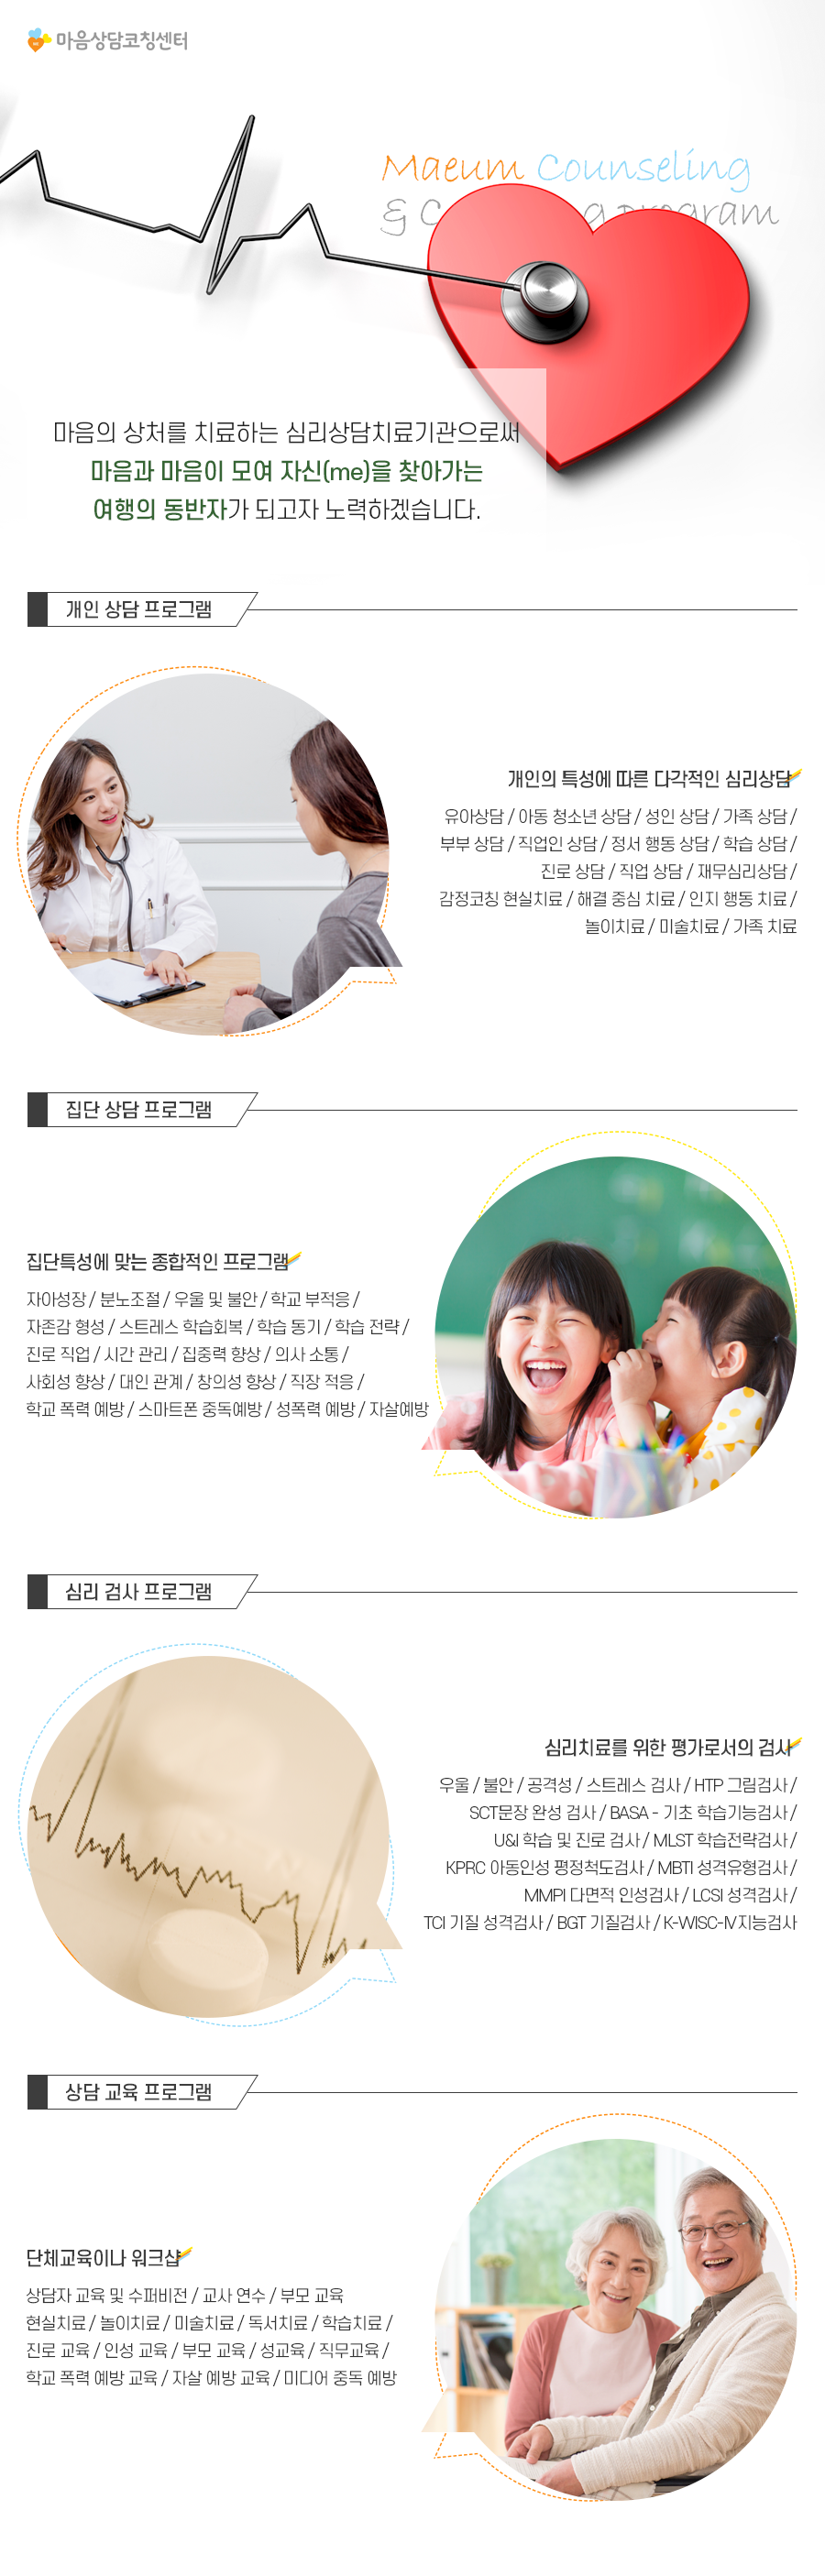 마음상담코칭센터
Maeum Counseling
& program
마음의 상처를 치료하는 심리상담치료기관으로써
마음과 마음이 모여 자신(me)을 찾아가는
여행의 동반자가 되고자 노력하겠습니다.
개인 상담 프로그램
개인의 특성에 따른 다각적인 심리상담
유아상담 / 아동 청소년 상담 / 성인 상담 / 가족 상담 /
부부 상담 / 직업인 상담 / 정서 행동 상담 / 학습 상담 /
진로 상담 / 직업 상담 / 재무심리상담 /
감정코칭 현실치료 / 해결 중심 치료 / 인지 행동 치료 /
놀이치료 / 미술치료 / 가족 치료
집단 상담 프로그램
집단특성에 맞는 종합적인 프로그램
자아성장 / 분노조절 / 우울 및 불안 / 학교 부적응 /
자존감 형성 / 스트레스 학습회복 / 학습 동기 / 학습 전략 /
진로 직업 / 시간 관리 / 집중력 향상 / 의사 소통 /
사회성 향상 / 대인 관계 / 창의성 향상 / 직장 적응 /
학교 폭력 예방 / 스마트폰 중독예방 / 성폭력 예방 / 자살예방
심리 검사 프로그램
심리치료를 위한 평가로서의 검사
우울 / 불안 / 공격성 / 스트레스 검사 / HTP 그림검사 /
SCT문장 완성 검사 / BASA - 기초 학습기능검사 /
U&I 학습 및 진로 검사 / MLST 학습전략검사 /
KPRC 아동인성 평정척도검사 / MBTI 성격유형검사 /
MMPI 다면적 인성검사 / LCSI 성격검사 /
TCI 기질 성격검사 / BGT 기질검사 / K-WISC-IV지능검사
상담 교육 프로그램
단체교육이나 워크샵
상담자 교육 및 수퍼비전 / 교사 연수 / 부모 교육
현실치료 / 놀이치료 / 미술치료 / 독서치료 / 학습치료 /
진로 교육 / 인성 교육 / 부모 교육 / 성교육 / 직무교육 /
학교 폭력 예방 교육 / 자살 예방 교육 / 미디어 중독 예방